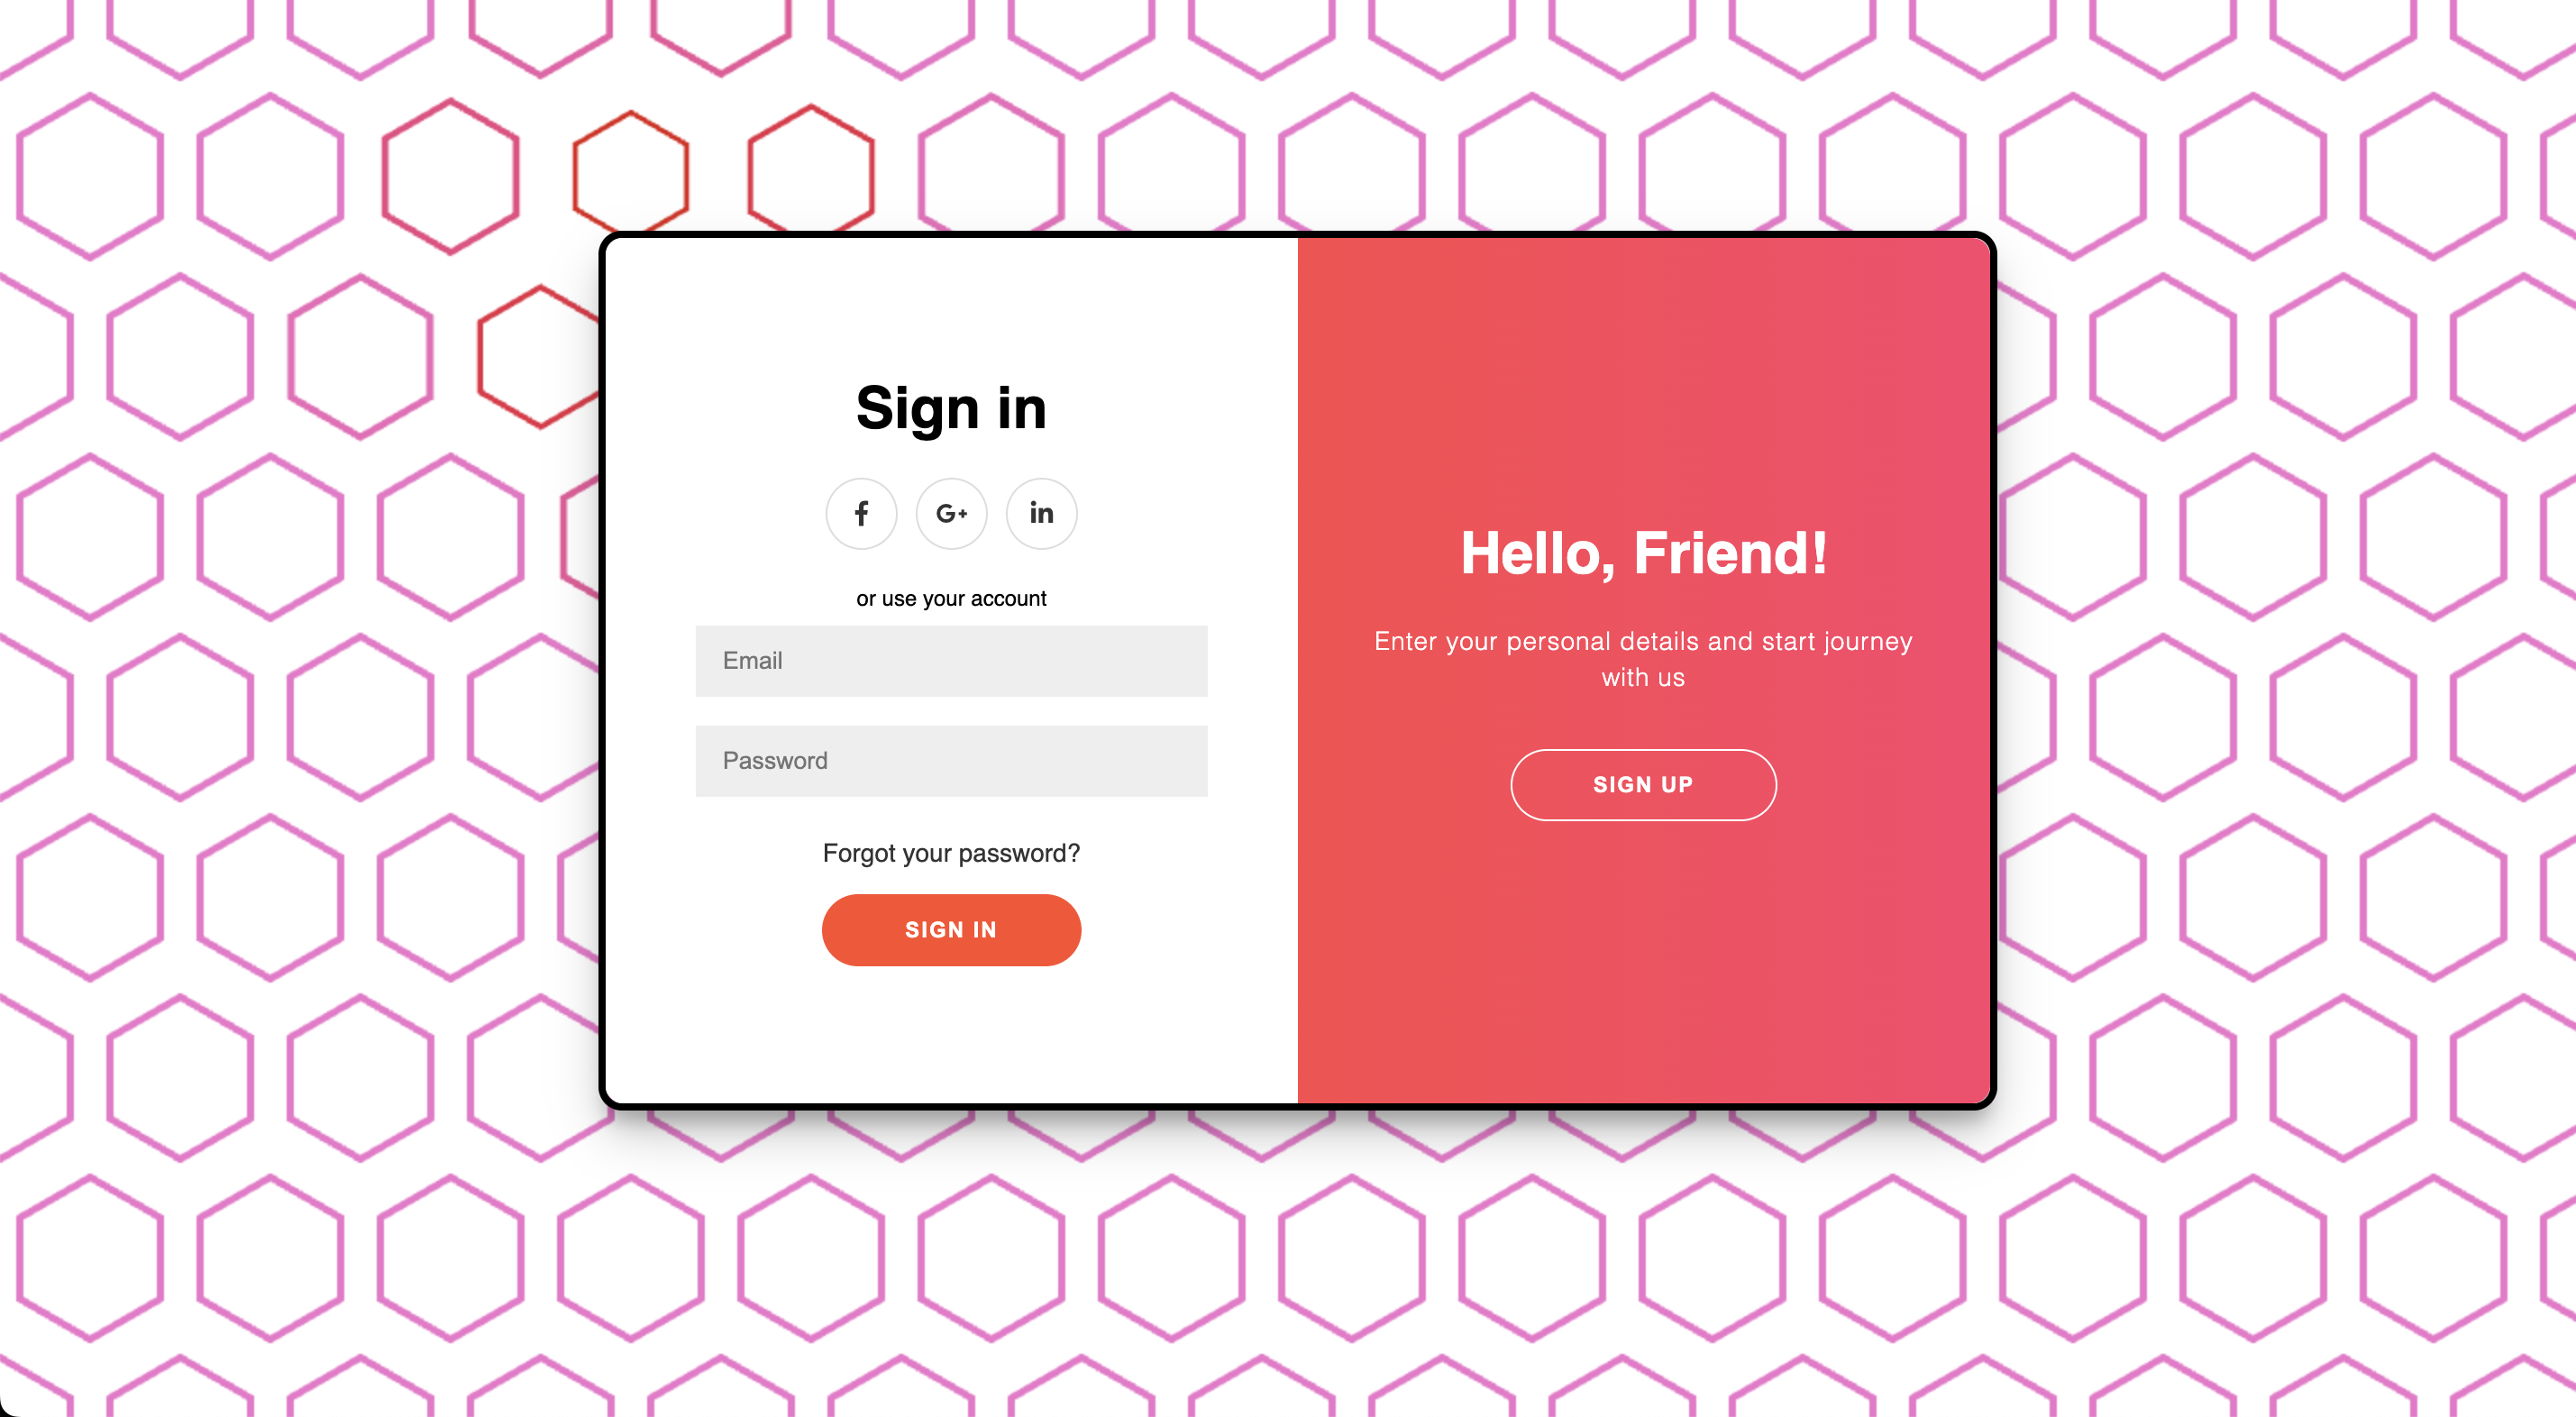 Sign in
f G+ in
or use your account
Email
Password
Forgot your password?
SIGN IN
Hello, Friend!
Enter your personal details and start journey
with us
SIGN UP